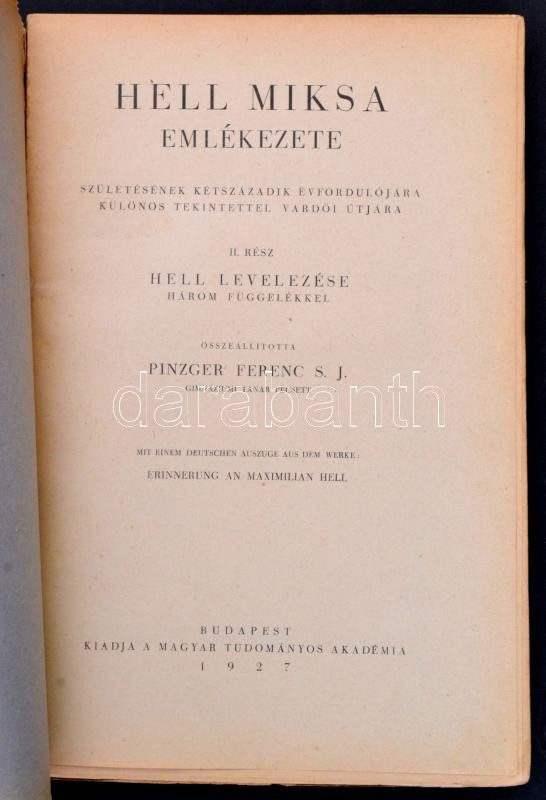 HELL MIKSA
EMLÉKEZETE
SZÜLETÉSÉNEK KÉTSZÁZADIK ÉVFORDULÓJÁRA
KÜLÖNÖS TEKINTETTEL VARDÖI ÚTJÁRA
II. RÉSZ
HELL LEVELEZÉSE
HÁROM FÜGGELÉKKEL
ÖSSZEÁLLÍTOTTA
PINZGER FERENC S. J.
GIMNÁZIUMI TANÁR PÉCSETT
darabanth
MIT EINEM DEUTSCHEN AUSZUGE AUS DEM WERKE:
ERINNERUNG AN MAXIMILIAN HELL
BUDAPEST
KIADJA A MAGYAR TUDOMÁNYOS AKADÉMIA
1927